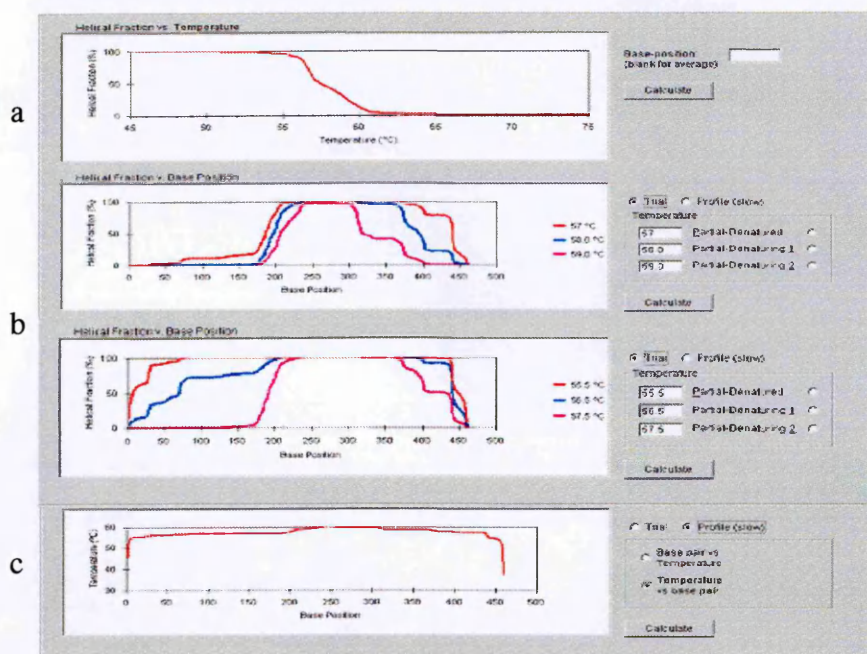 a
Helical Fraction vs. Temperature
Helical Fraction (%)
100
50
0
45 50 55 60 65 70 75
Temperature (°C)
Base-position:
(blank for average)
Calculate
Helical Fraction v. Base Position
Helical Fraction (%)
100
50
0
0 50 100 150 200 250 300 350 400 450 500
Base Position
57 °C
58.0 °C
59.0 °C
Trial Profile (slow)
Temperature
57 Partial-Denatured
58.0 Partial-Denaturing 1
59.0 Partial-Denaturing 2
Calculate
b
Helical Fraction v. Base Position
Helical Fraction (%)
100
50
0
0 50 100 150 200 250 300 350 400 450 500
Base Position
55.5 °C
56.5 °C
57.5 °C
Trial Profile (slow)
Temperature
55.5 Partial-Denatured
56.5 Partial-Denaturing 1
57.5 Partial-Denaturing 2
Calculate
c
Temperature (°C)
60
50
40
30
0 50 100 150 200 250 300 350 400 450 500
Base Position
Trial Profile (slow)
Base pair vs
Temperature
Temperature
vs base pair
Calculate